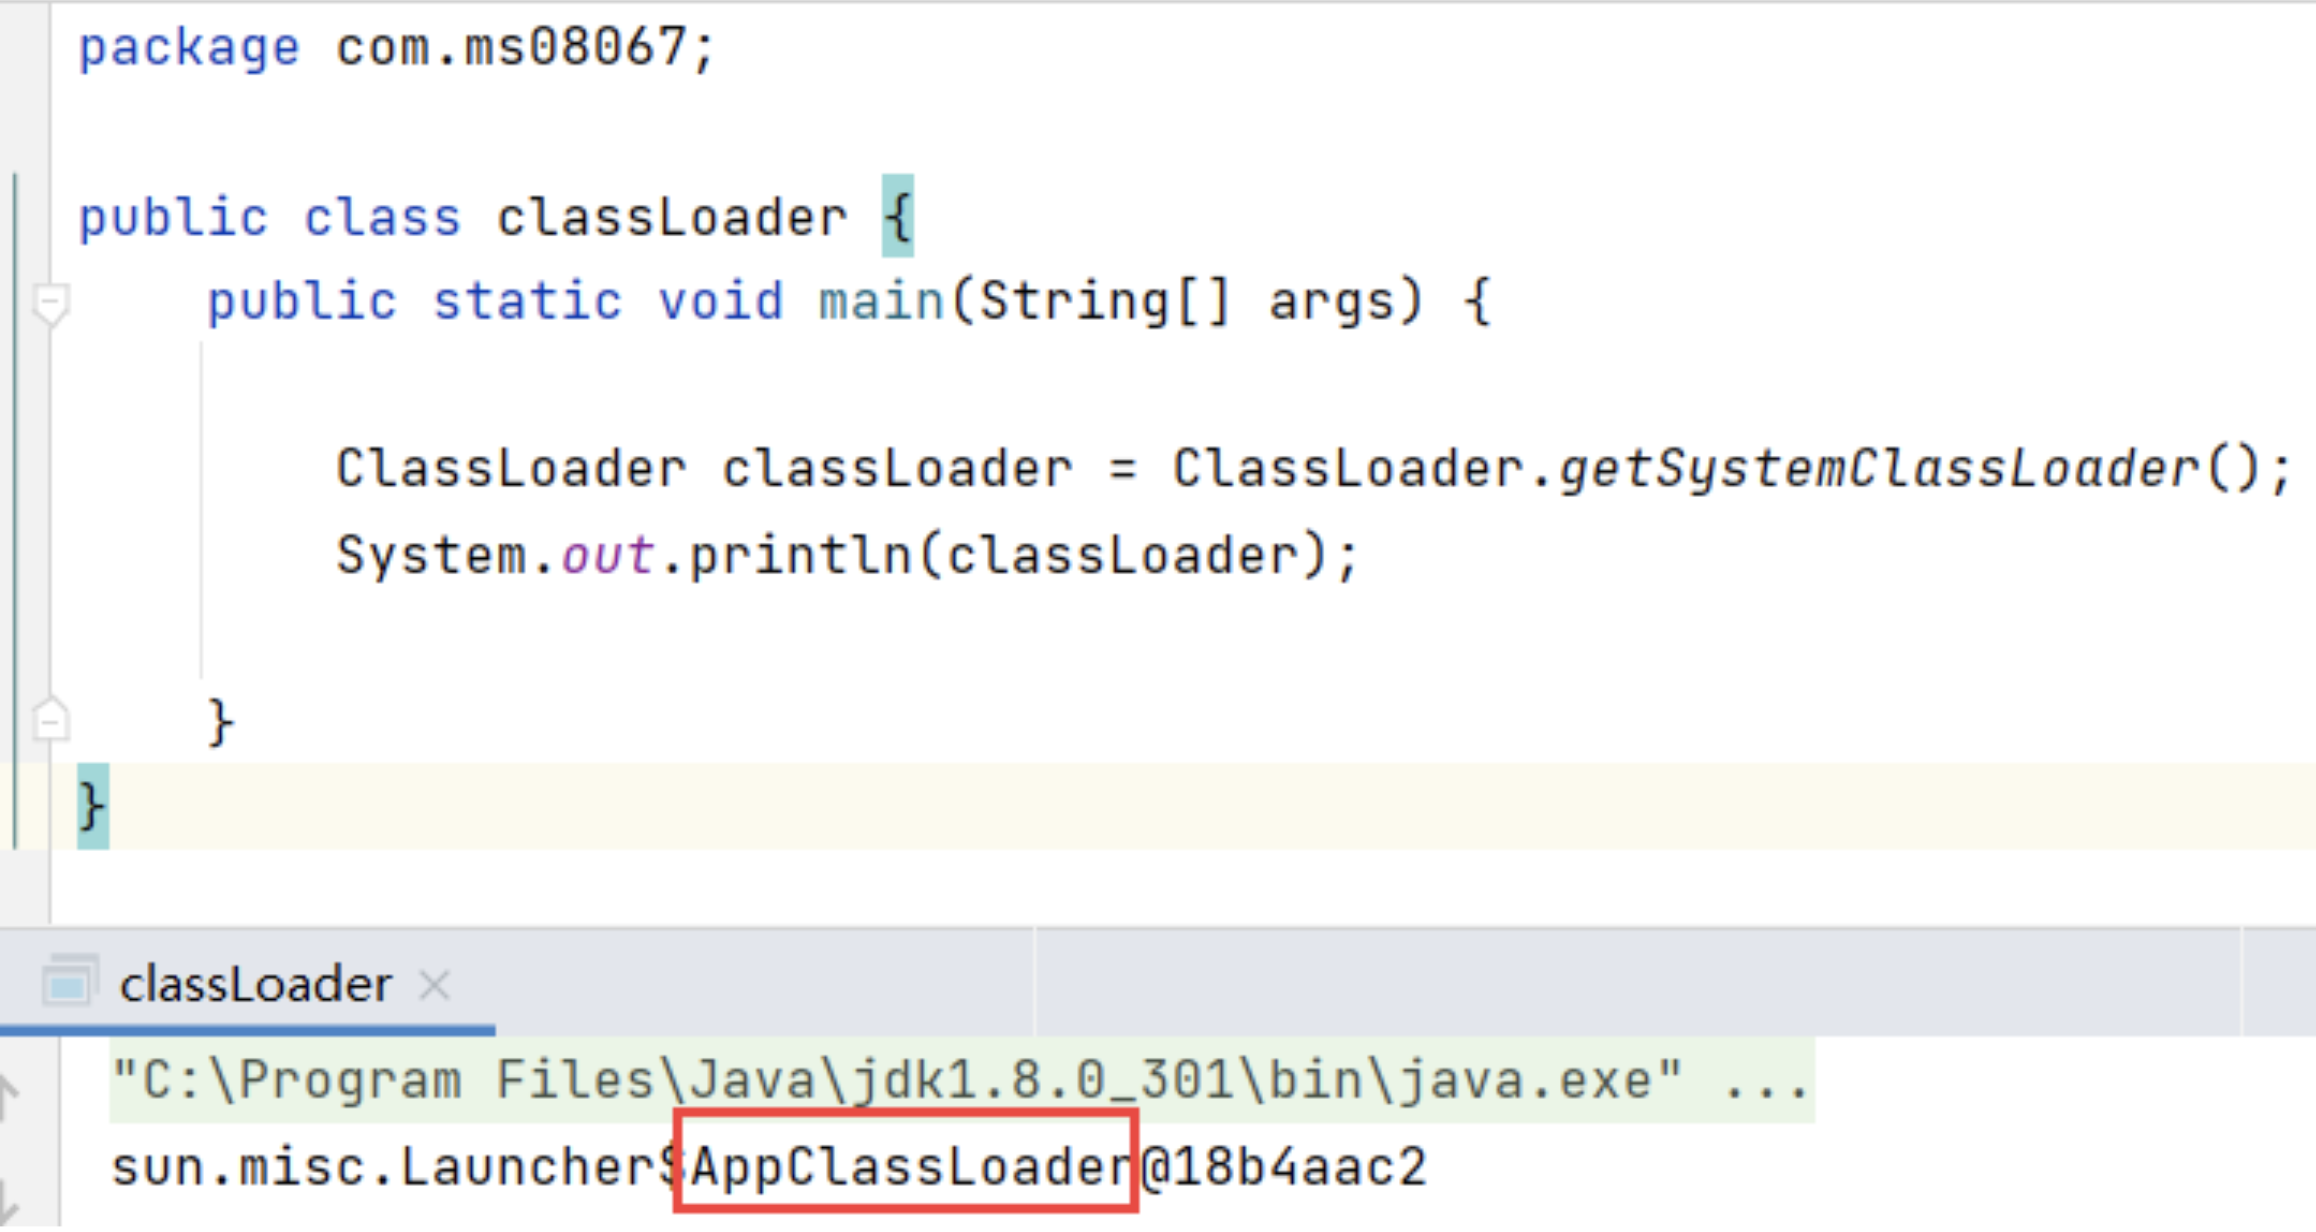 package com.ms08067;
public class classLoader {
public static void main(String[] args) {
ClassLoader classLoader = ClassLoader.getSystemClassLoader();
System.out.println(classLoader);
}
}
classLoader
"C:\Program Files\Java\jdk1.8.0_301\bin\java.exe" ...
sun.misc.Launcher$AppClassLoader@18b4aac2